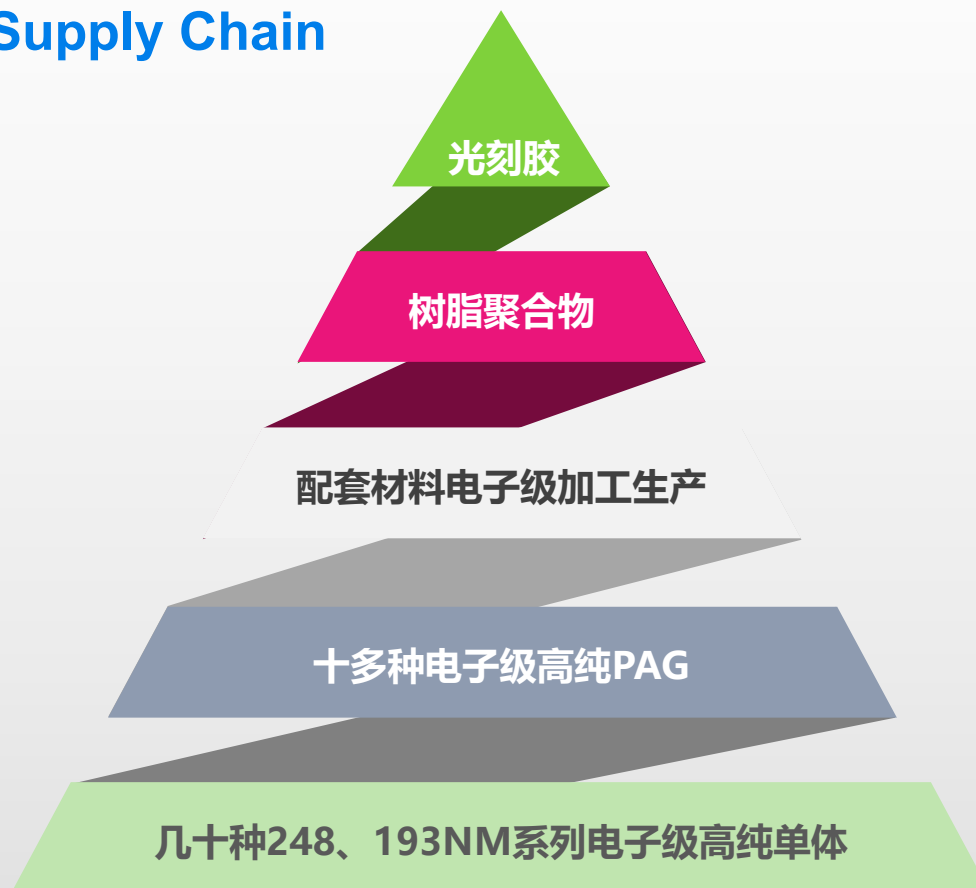 Supply Chain
光刻胶
树脂聚合物
配套材料电子级加工生产
十多种电子级高纯PAG
几十种248、193NM系列电子级高纯单体